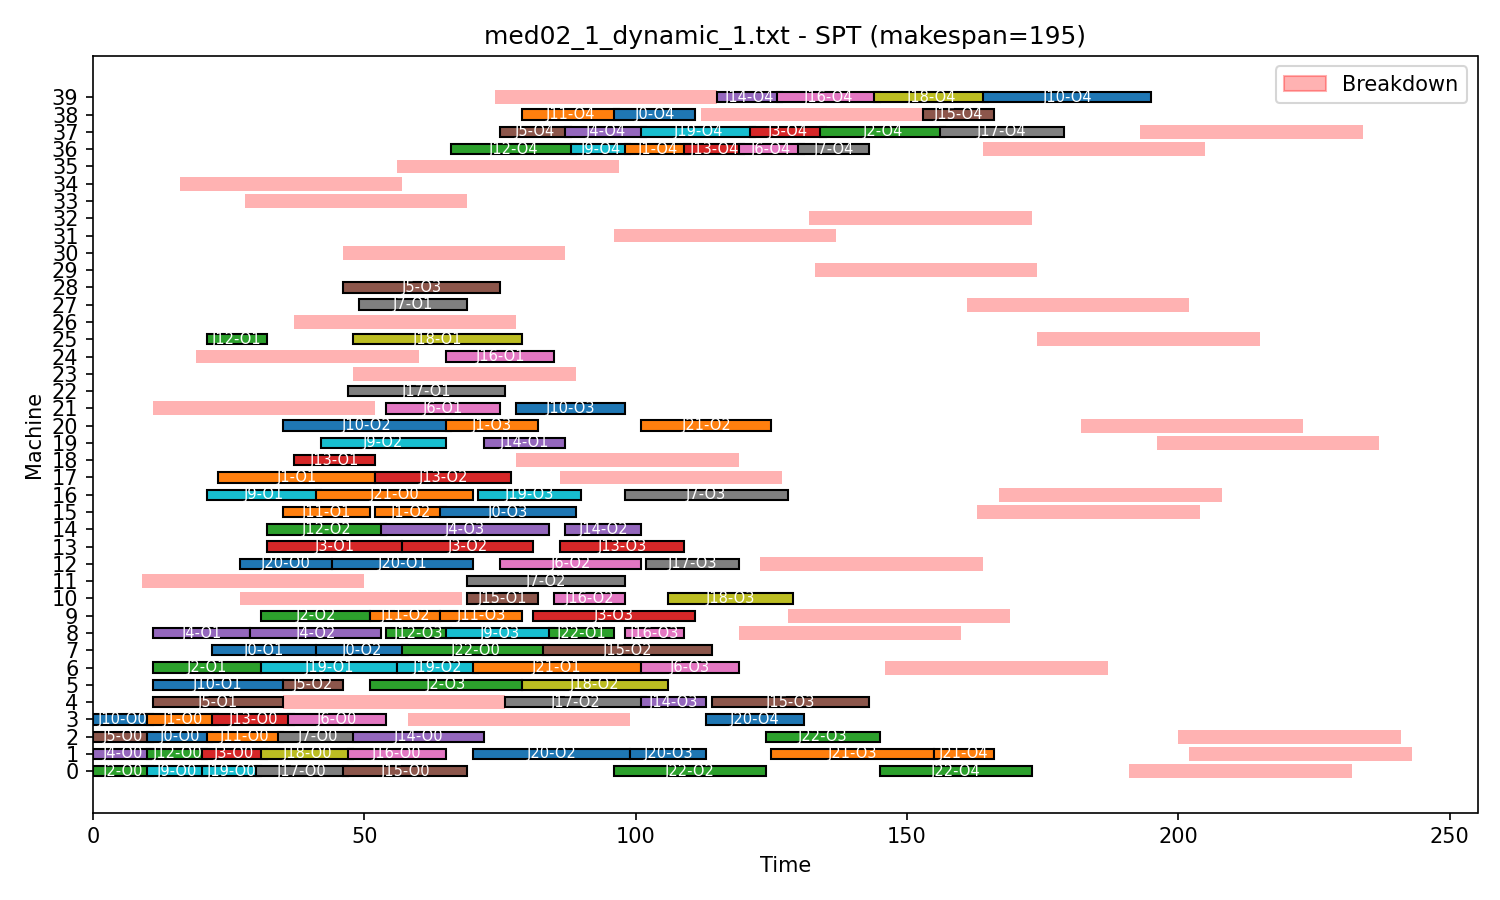 med02_1_dynamic_1.txt - SPT (makespan=195)
Breakdown
39 J14-O4 J16-O4 J18-O4 J10-O4
38 J11-O4 J0-O4 J15-O4
37 J5-O4 J4-O4 J19-O4 J3-O4 J2-O4 J17-O4
36 J12-O4 J9-O4 J1-O4 J13-O4 J6-O4 J7-O4
35
34
33
32
31
30
29
28 J5-O3
27 J7-O1
26
25 J12-O1 J18-O1
24 J16-O1
23
22 J17-O1
21 J6-O1 J10-O3
20 J10-O2 J1-O3 J21-O2
19 J9-O2 J14-O1
18 J13-O1
17 J1-O1 J13-O2
16 J9-O1 J21-O0 J19-O3 J7-O3
15 J11-O1 J1-O2 J0-O3
14 J12-O2 J4-O3 J14-O2
13 J3-O1 J3-O2 J13-O3
12 J20-O0 J20-O1 J6-O2 J17-O3
11 J7-O2
10 J15-O1 J16-O2 J18-O3
9 J2-O2 J11-O2 J11-O3 J3-O3
8 J4-O1 J4-O2 J12-O3 J9-O3 J22-O1 J16-O3
7 J0-O1 J0-O2 J22-O0 J15-O2
6 J2-O1 J19-O1 J19-O2 J21-O1 J6-O3
5 J10-O1 J5-O2 J2-O3 J18-O2
4 J5-O1 J17-O2 J14-O3 J15-O3
3 J10-O0 J1-O0 J13-O0 J6-O0 J20-O4
2 J5-O0 J0-O0 J11-O0 J7-O0 J14-O0 J22-O3
1 J4-O0 J12-O0 J3-O0 J18-O0 J16-O0 J20-O2 J20-O3 J21-O3 J21-O4
0 J2-O0 J9-O0 J19-O0 J17-O0 J15-O0 J22-O2 J22-O4
Machine
0 50 100 150 200 250
Time